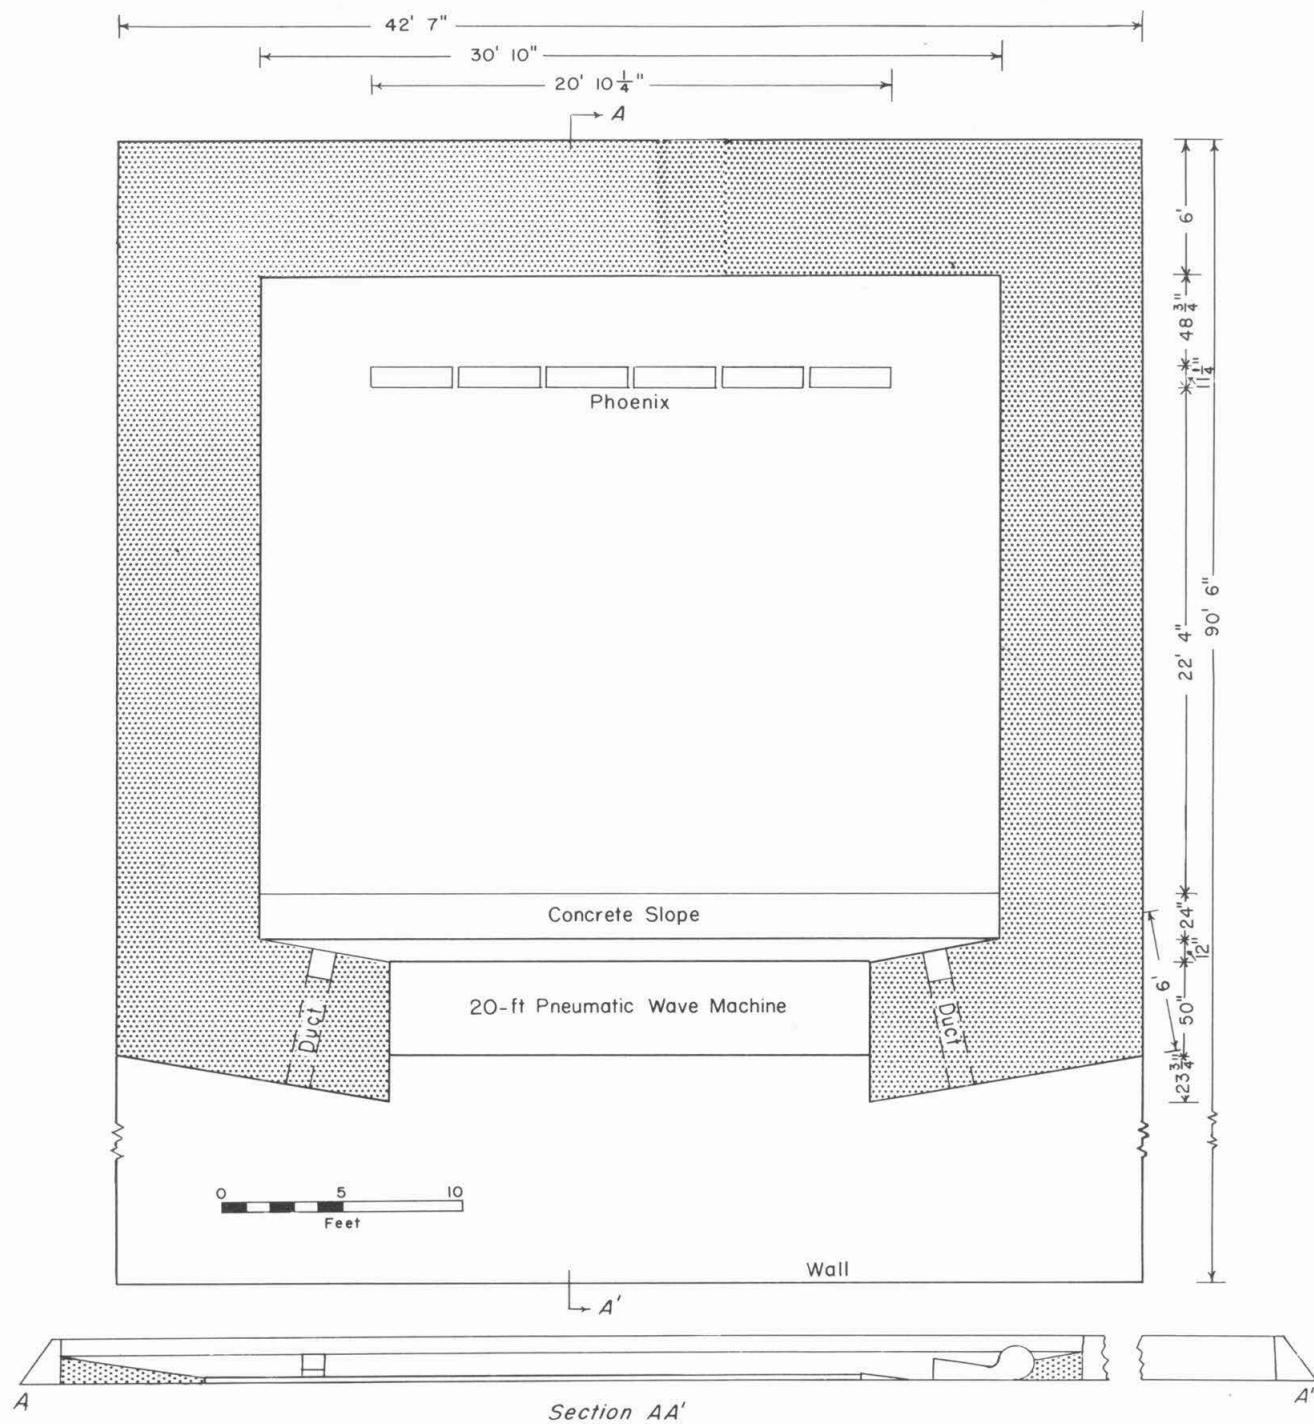 42' 7"
30' 10"
20' 10 1/4"
A
6'
48 3/4"
11 1/4"
Phoenix
22' 4"
90' 6"
Concrete Slope
24"
12"
6'
20-ft Pneumatic Wave Machine
50"
Duct
Duct
23 3/4"
0 5 10
Feet
Wall
A'
A
A'
Section AA'